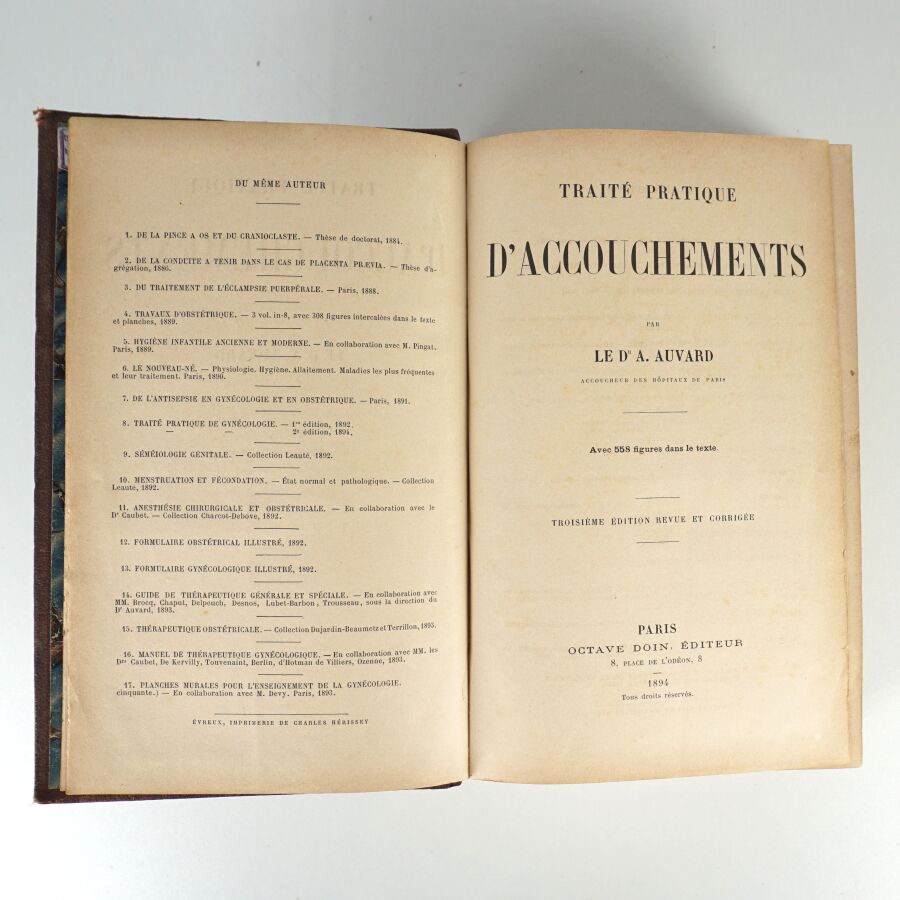 DU MÊME AUTEUR
1. DE LA PINCE A OS ET DU CRANIOCLASTE. — Thèse de doctorat, 1884.
2. DE LA CONDUITE A TENIR DANS LE CAS DE PLACENTA PRÆVIA. — Thèse d'a-
grégation, 1886.
3. DU TRAITEMENT DE L'ÉCLAMPSIE PUERPÉRALE. — Paris, 1888.
4. TRAVAUX D'OBSTÉTRIQUE. — 3 vol. in-8, avec 308 figures intercalées dans le texte
et planches, 1889.
5. HYGIÈNE INFANTILE ANCIENNE ET MODERNE. — En collaboration avec M. Pingat.
Paris, 1889.
6. LE NOUVEAU-NÉ. — Physiologie. Hygiène. Allaitement. Maladies les plus fréquentes
et leur traitement. Paris, 1890.
7. DE L'ANTISEPSIE EN GYNÉCOLOGIE ET EN OBSTÉTRIQUE. — Paris, 1891.
8. TRAITÉ PRATIQUE DE GYNÉCOLOGIE. — 1re édition, 1892.
— — 2e édition, 1894.
9. SÉMÉIOLOGIE GÉNITALE. — Collection Leauté, 1892.
10. MENSTRUATION ET FÉCONDATION. — État normal et pathologique. — Collection
Leauté, 1892.
11. ANESTHÉSIE CHIRURGICALE ET OBSTÉTRICALE. — En collaboration avec le
Dr Caubet. — Collection Charcot-Debove, 1892.
12. FORMULAIRE OBSTÉTRICAL ILLUSTRÉ, 1892.
13. FORMULAIRE GYNÉCOLOGIQUE ILLUSTRÉ, 1892.
14. GUIDE DE THÉRAPEUTIQUE GÉNÉRALE ET SPÉCIALE. — En collaboration avec
MM. Brocq, Chaput, Delpeuch, Desnos, Lubet-Barbon, Trousseau, sous la direction du
Dr Auvard, 1893.
15. THÉRAPEUTIQUE OBSTÉTRICALE. — Collection Dujardin-Beaumetz et Terrillon, 1893.
16. MANUEL DE THÉRAPEUTIQUE GYNÉCOLOGIQUE. — En collaboration avec MM. les
Drs Caubet, De Kervilly, Touvenaint, Berlin, d'Hotman de Villiers, Ozenne, 1893.
17. PLANCHES MURALES POUR L'ENSEIGNEMENT DE LA GYNÉCOLOGIE.
cinquante.) — En collaboration avec M. Devy. Paris, 1893.
ÉVREUX, IMPRIMERIE DE CHARLES HÉRISSEY
TRAITÉ PRATIQUE
D'ACCOUCHEMENTS
PAR
LE Dr A. AUVARD
ACCOUCHEUR DES HÔPITAUX DE PARIS
Avec 558 figures dans le texte.
TROISIÈME ÉDITION REVUE ET CORRIGÉE
PARIS
OCTAVE DOIN, ÉDITEUR
8, PLACE DE L'ODÉON, 8
1894
Tous droits réservés.